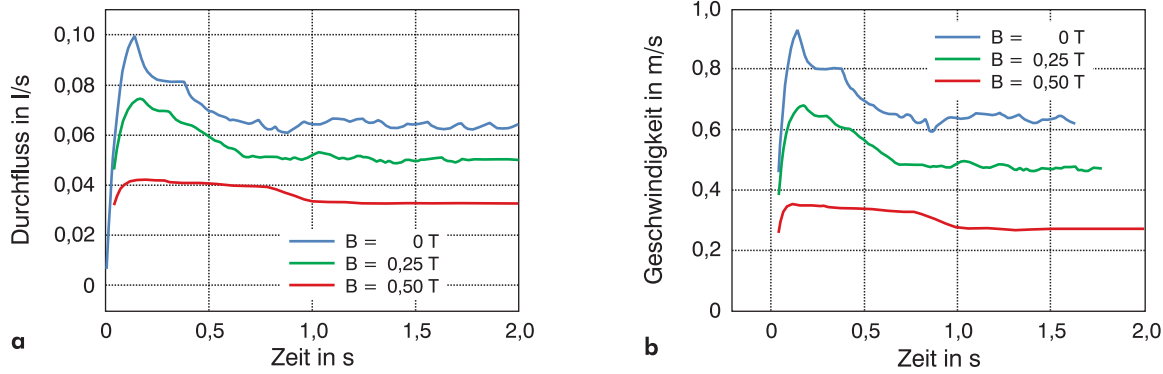 Durchfluss in l/s
0,10
0,08
0,06
0,04
0,02
0
0
0,5
1,0
1,5
2,0
Zeit in s
B = 0 T
B = 0,25 T
B = 0,50 T
a
Geschwindigkeit in m/s
1,0
0,8
0,6
0,4
0,2
0
0
0,5
1,0
1,5
2,0
Zeit in s
B = 0 T
B = 0,25 T
B = 0,50 T
b